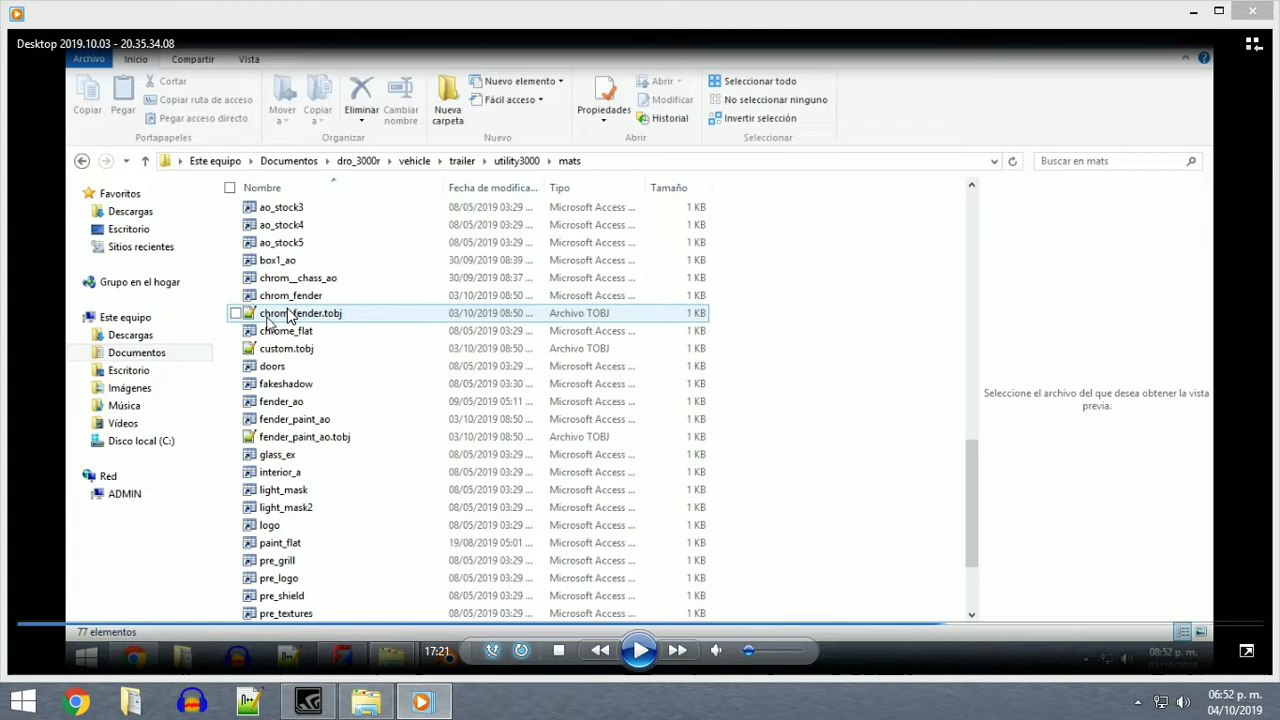 Desktop 2019.10.03 - 20.35.34.08
Archivo Inicio Compartir Vista
Copiar Pegar Cortar Copiar ruta de acceso Pegar acceso directo
Mover a Copiar a Eliminar Cambiar nombre
Nueva carpeta Nuevo elemento Fácil acceso
Propiedades Abrir Modificar Historial
Seleccionar todo No seleccionar ninguno Invertir selección
Portapapeles Organizar Nuevo Abrir Seleccionar
Este equipo Documentos dro_3000r vehicle trailer utility3000 mats Buscar en mats
Favoritos
Descargas
Escritorio
Sitios recientes
Grupo en el hogar
Este equipo
Descargas
Documentos
Escritorio
Imágenes
Música
Vídeos
Disco local (C:)
Red
ADMIN
Nombre Fecha de modifica... Tipo Tamaño
ao_stock3 08/05/2019 03:29 ... Microsoft Access ... 1 KB
ao_stock4 08/05/2019 03:29 ... Microsoft Access ... 1 KB
ao_stock5 08/05/2019 03:29 ... Microsoft Access ... 1 KB
box1_ao 30/09/2019 08:39 ... Microsoft Access ... 1 KB
chrom__chass_ao 30/09/2019 08:37 ... Microsoft Access ... 1 KB
chrom_fender 03/10/2019 08:50 ... Microsoft Access ... 1 KB
chrom_fender.tobj 03/10/2019 08:50 ... Archivo TOBJ 1 KB
chrome_flat 08/05/2019 03:29 ... Microsoft Access ... 1 KB
custom.tobj 03/10/2019 08:50 ... Archivo TOBJ 1 KB
doors 08/05/2019 03:29 ... Microsoft Access ... 1 KB
fakeshadow 08/05/2019 03:30 ... Microsoft Access ... 1 KB
fender_ao 09/05/2019 05:11 ... Microsoft Access ... 1 KB
fender_paint_ao 03/10/2019 08:50 ... Microsoft Access ... 1 KB
fender_paint_ao.tobj 03/10/2019 08:50 ... Archivo TOBJ 1 KB
glass_ex 08/05/2019 03:29 ... Microsoft Access ... 1 KB
interior_a 08/05/2019 03:29 ... Microsoft Access ... 1 KB
light_mask 08/05/2019 03:29 ... Microsoft Access ... 1 KB
light_mask2 08/05/2019 03:29 ... Microsoft Access ... 1 KB
logo 08/05/2019 03:29 ... Microsoft Access ... 1 KB
paint_flat 19/08/2019 05:01 ... Microsoft Access ... 1 KB
pre_grill 08/05/2019 03:29 ... Microsoft Access ... 1 KB
pre_logo 08/05/2019 03:29 ... Microsoft Access ... 1 KB
pre_shield 08/05/2019 03:29 ... Microsoft Access ... 1 KB
pre_textures 08/05/2019 03:29 ... Microsoft Access ... 1 KB
Seleccione el archivo del que desea obtener la vista
previa.
77 elementos
17:21
08:52 p. m.
03/10/2019
06:52 p. m.
04/10/2019